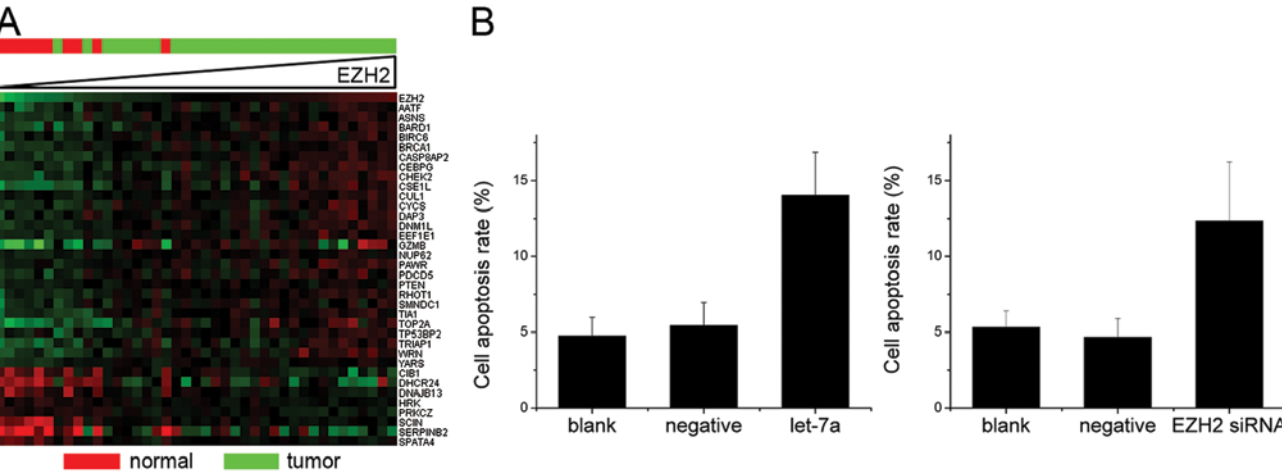 A
EZH2
EZH2
AATF
ASNS
BARD1
BIRC6
BRCA1
CASP8AP2
CEBPG
CHEK2
CSE1L
CUL1
CYCS
DAP3
DNM1L
EEF1E1
GZMB
NUP62
PAWR
PDCD5
PTEN
RHOT1
SMNDC1
TIA1
TOP2A
TP53BP2
TRIAP1
WRN
YARS
CIB1
DHCR24
DNAJB13
HRK
PRKCZ
SCIN
SERPINB2
SPATA4
normal tumor
B
Cell apoptosis rate (%)
15
10
5
0
blank negative let-7a
Cell apoptosis rate (%)
15
10
5
0
blank negative EZH2 siRNA